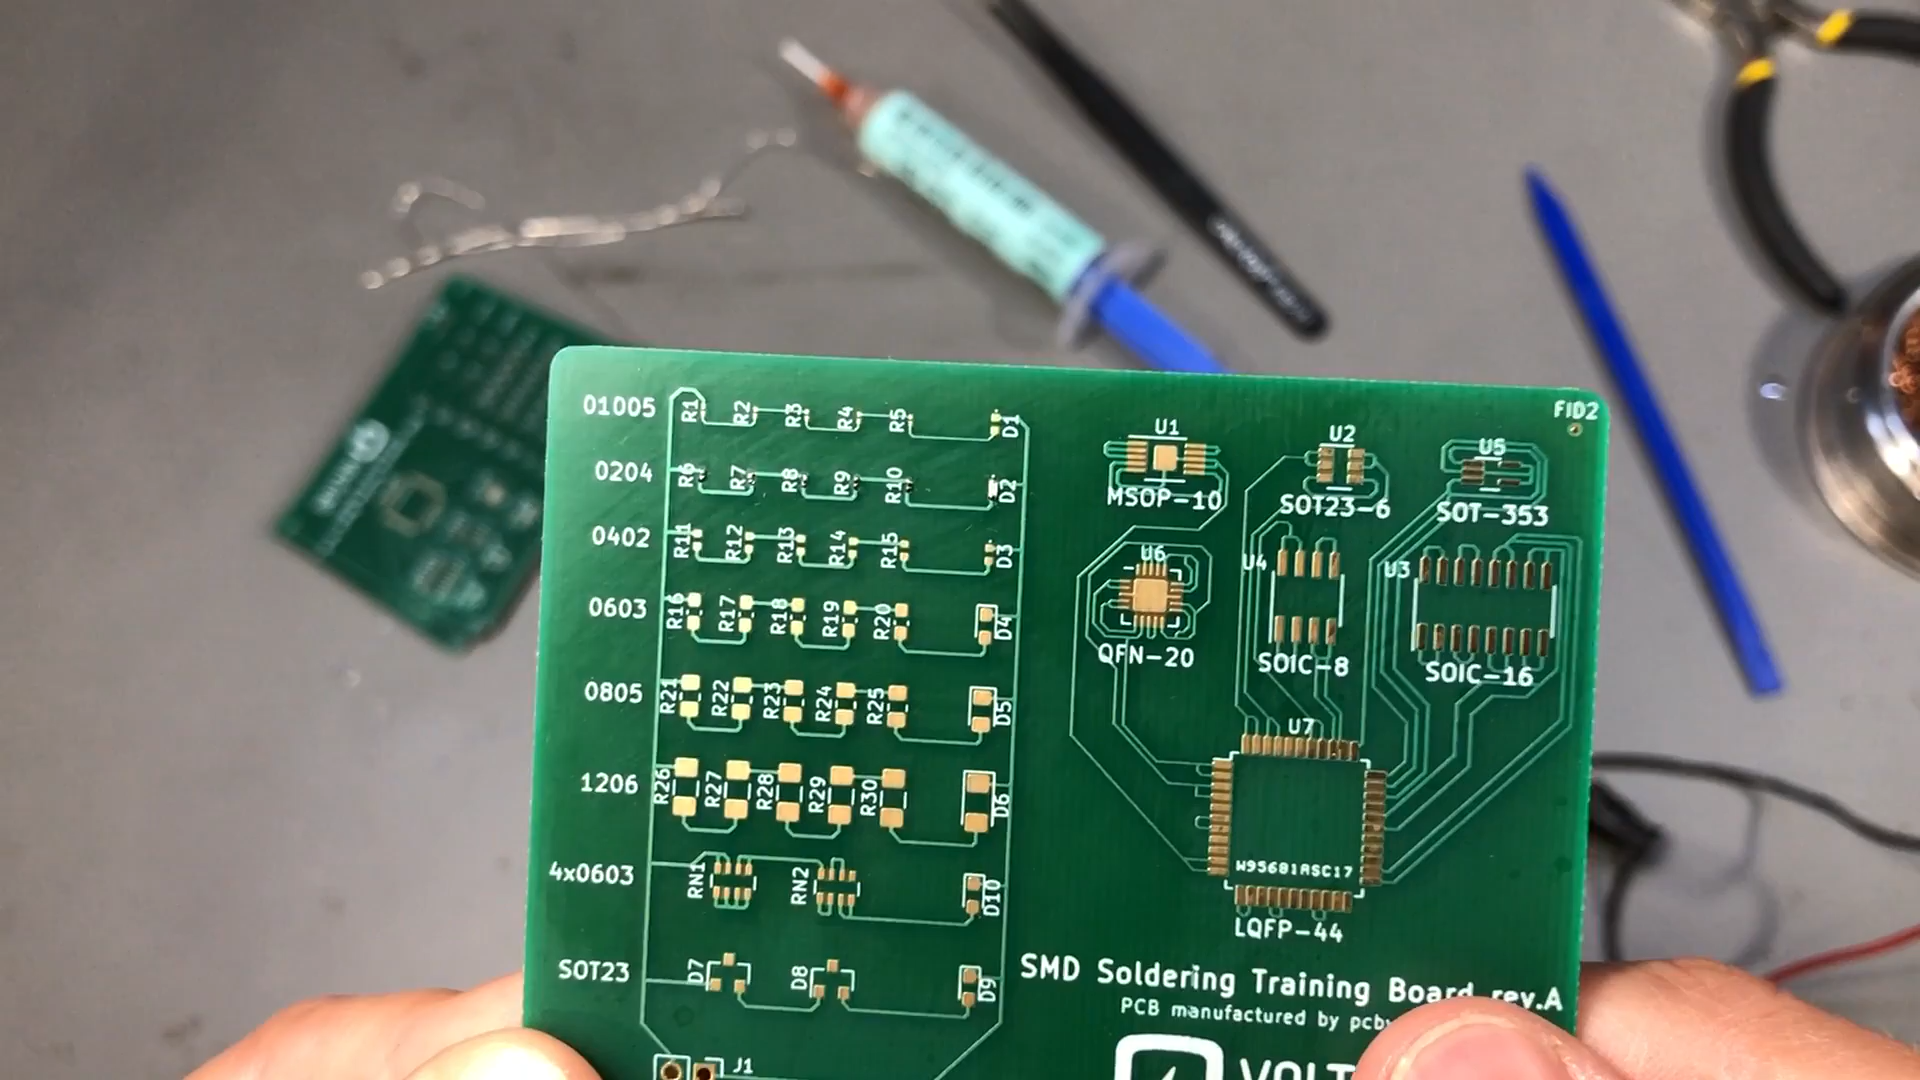 01005 R1 R2 R3 R4 R5 D1
0204 R6 R7 R8 R9 R10 D2
0402 R11 R12 R13 R14 R15 D3
0603 R16 R17 R18 R19 R20 D4
0805 R21 R22 R23 R24 R25 D5
1206 R26 R27 R28 R29 R30 D6
4x0603 RN1 RN2 D10
SOT23 D7 D8 D9
J1
FID2
U1 U2 U5
MSOP-10 SOT23-6 SOT-353
U6 U4 U3
QFN-20 SOIC-8 SOIC-16
U7
W95681ASC17
LQFP-44
SMD Soldering Training Board rev.A
PCB manufactured by
VOLT